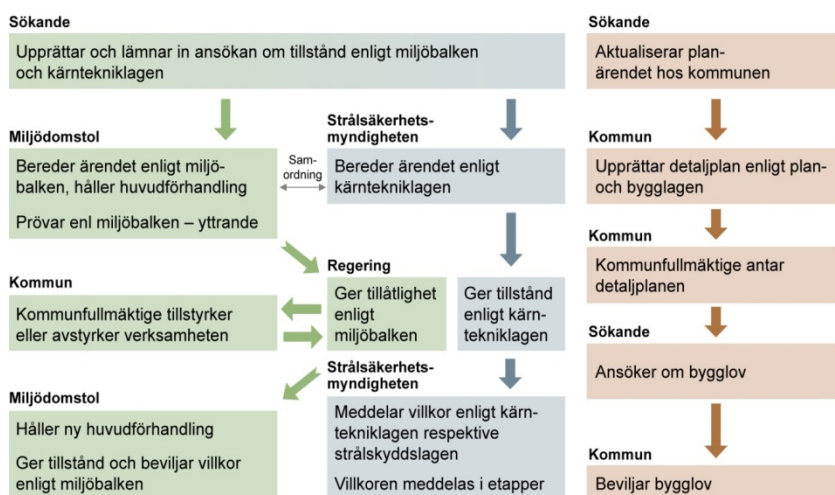 Sökande
Upprättar och lämnar in ansökan om tillstånd enligt miljöbalken
och kärntekniklagen
Miljödomstol
Bereder ärendet enligt miljö-
balken, håller huvudförhandling
Prövar enl miljöbalken – yttrande
Sam-
ordning
Strålsäkerhets-
myndigheten
Bereder ärendet enligt
kärntekniklagen
Regering
Ger tillåtlighet
enligt
miljöbalken
Ger tillstånd
enligt kärn-
tekniklagen
Kommun
Kommunfullmäktige tillstyrker
eller avstyrker verksamheten
Miljödomstol
Håller ny huvudförhandling
Ger tillstånd och beviljar villkor
enligt miljöbalken
Strålsäkerhets-
myndigheten
Meddelar villkor enligt kärn-
tekniklagen respektive
strålskyddslagen
Villkoren meddelas i etapper
Sökande
Aktualiserar plan-
ärendet hos kommunen
Kommun
Upprättar detaljplan enligt plan-
och bygglagen
Kommun
Kommunfullmäktige antar
detaljplanen
Sökande
Ansöker om bygglov
Kommun
Beviljar bygglov